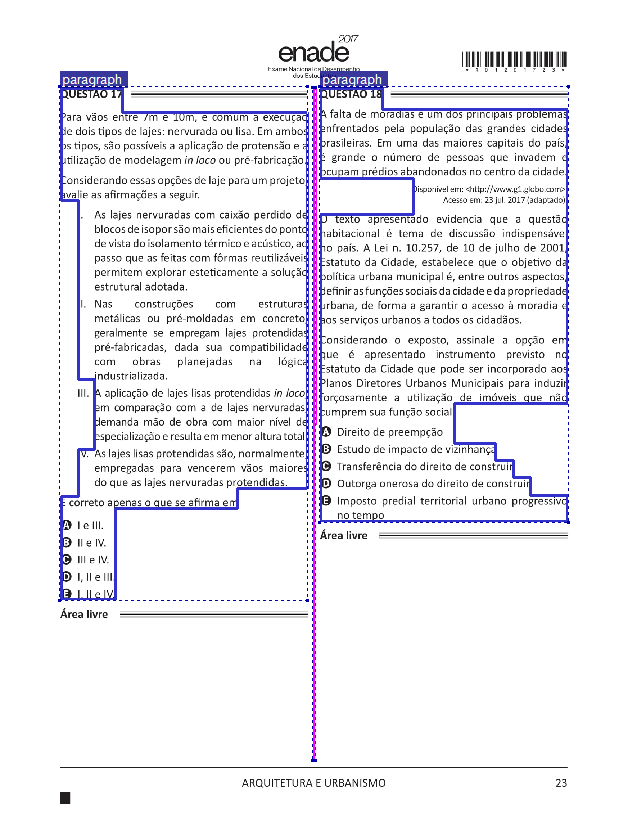 enade 2017
Exame Nacional de Desempenho
dos Estu
*R0120172３*
paragraph
QUESTÃO 17
Para vãos entre 7m e 10m, é comum a execução
de dois tipos de lajes: nervurada ou lisa. Em ambos
os tipos, são possíveis a aplicação de protensão e a
utilização de modelagem in loco ou pré-fabricação.
Considerando essas opções de laje para um projeto,
avalie as afirmações a seguir.
I. As lajes nervuradas com caixão perdido de
blocos de isopor são mais eficientes do ponto
de vista do isolamento térmico e acústico, ao
passo que as feitas com fôrmas reutilizáveis
permitem explorar esteticamente a solução
estrutural adotada.
II. Nas construções com estruturas
metálicas ou pré-moldadas em concreto,
geralmente se empregam lajes protendidas
pré-fabricadas, dada sua compatibilidade
com obras planejadas na lógica
industrializada.
III. A aplicação de lajes lisas protendidas in loco,
em comparação com a de lajes nervuradas,
demanda mão de obra com maior nível de
especialização e resulta em menor altura total.
IV. As lajes lisas protendidas são, normalmente,
empregadas para vencerem vãos maiores
do que as lajes nervuradas protendidas.
É correto apenas o que se afirma em
A I e III.
B II e IV.
C III e IV.
D I, II e III.
E I, II e IV.
Área livre
paragraph
QUESTÃO 18
A falta de moradias é um dos principais problemas
enfrentados pela população das grandes cidades
brasileiras. Em uma das maiores capitais do país,
é grande o número de pessoas que invadem e
ocupam prédios abandonados no centro da cidade.
Disponível em: <http://www.g1.globo.com>.
Acesso em: 23 jul. 2017 (adaptado).
O texto apresentado evidencia que a questão
habitacional é tema de discussão indispensável
no país. A Lei n. 10.257, de 10 de julho de 2001,
Estatuto da Cidade, estabelece que o objetivo da
política urbana municipal é, entre outros aspectos,
definir as funções sociais da cidade e da propriedade
urbana, de forma a garantir o acesso à moradia e
aos serviços urbanos a todos os cidadãos.
Considerando o exposto, assinale a opção em
que é apresentado instrumento previsto no
Estatuto da Cidade que pode ser incorporado aos
Planos Diretores Urbanos Municipais para induzir
forçosamente a utilização de imóveis que não
cumprem sua função social.
A Direito de preempção
B Estudo de impacto de vizinhança
C Transferência do direito de construir
D Outorga onerosa do direito de construir
E Imposto predial territorial urbano progressivo
no tempo
Área livre
ARQUITETURA E URBANISMO
23